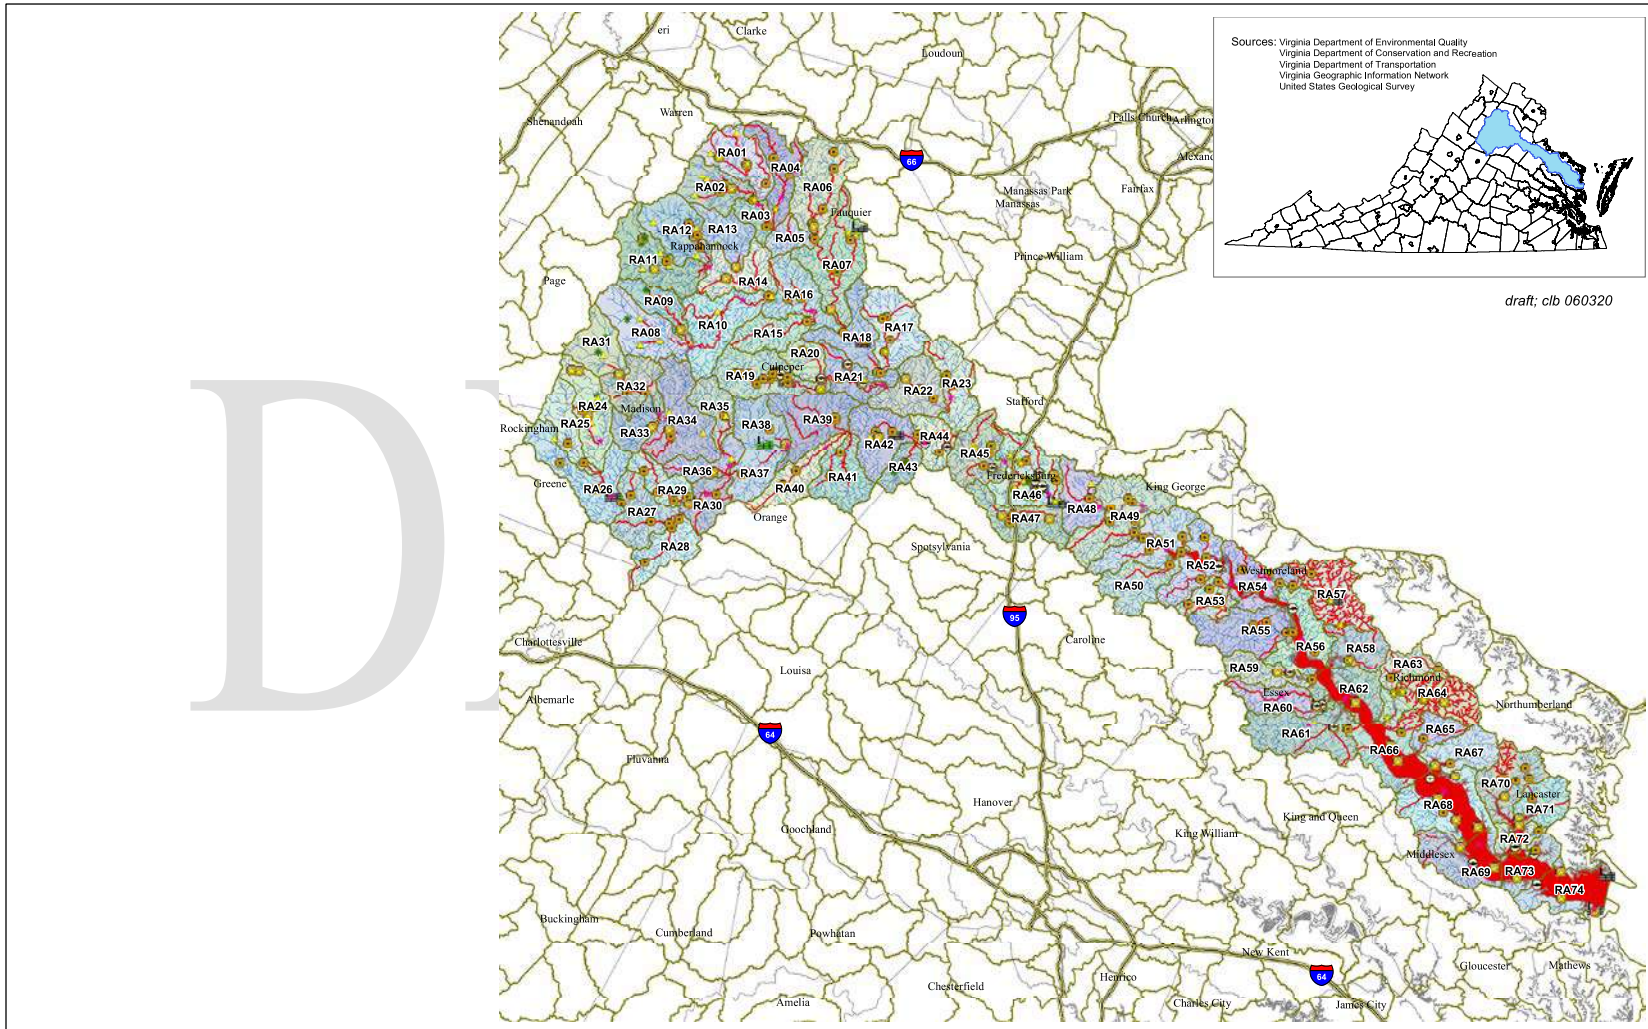 Sources: Virginia Department of Environmental Quality
Virginia Department of Conservation and Recreation
Virginia Department of Transportation
Virginia Geographic Information Network
United States Geological Survey
draft; clb 060320
D
eri
Clarke
Loudoun
Shenandoah
Warren
Falls Church
Arlington
Alexand
66
Manassas Park
Manassas
Fairfax
Prince William
Fauquier
Rappahannock
Page
Culpeper
Madison
Rockingham
Greene
Orange
Stafford
Fredericksburg
King George
Spotsylvania
Westmoreland
Charlottesville
Albemarle
Louisa
95
Caroline
Essex
Richmond
Northumberland
64
Fluvanna
Goochland
Hanover
King William
King and Queen
Lancaster
Middlesex
Buckingham
Cumberland
Powhatan
New Kent
64
Gloucester
Mathews
Henrico
Chesterfield
Amelia
Charles City
James City
RA01
RA02
RA03
RA04
RA05
RA06
RA07
RA08
RA09
RA10
RA11
RA12
RA13
RA14
RA15
RA16
RA17
RA18
RA19
RA20
RA21
RA22
RA23
RA24
RA25
RA26
RA27
RA28
RA29
RA30
RA31
RA32
RA33
RA34
RA35
RA36
RA37
RA38
RA39
RA40
RA41
RA42
RA43
RA44
RA45
RA46
RA47
RA48
RA49
RA50
RA51
RA52
RA53
RA54
RA55
RA56
RA57
RA58
RA59
RA60
RA61
RA62
RA63
RA64
RA65
RA66
RA67
RA68
RA69
RA70
RA71
RA72
RA73
RA74